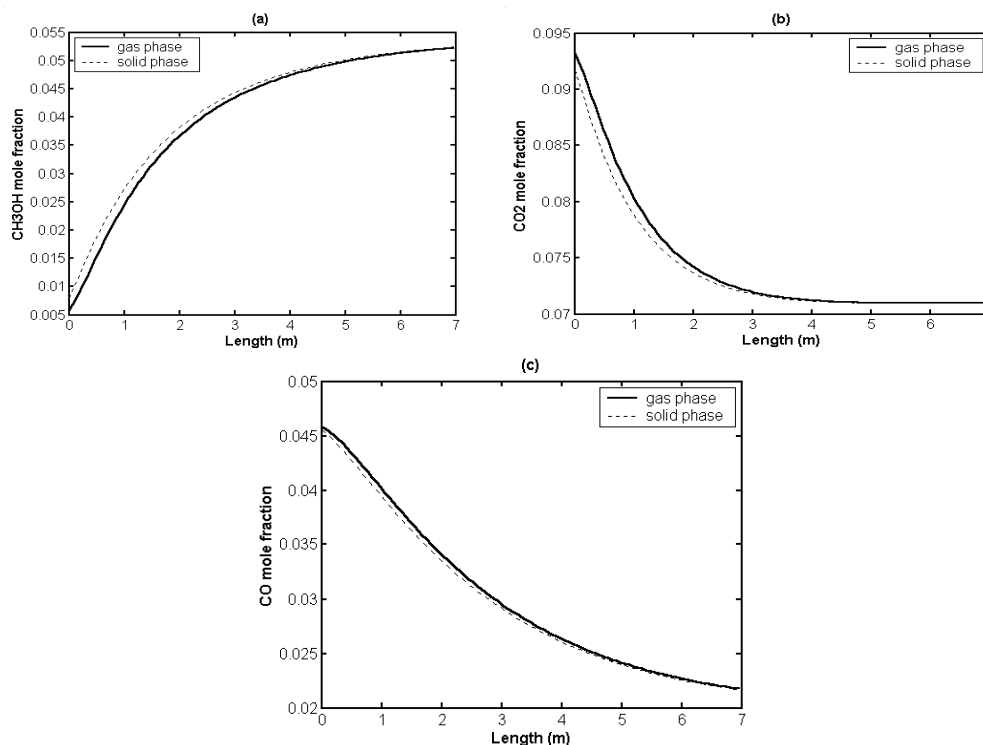 (a)
gas phase
solid phase
0.055
0.05
0.045
0.04
0.035
0.03
0.025
0.02
0.015
0.01
0.005
CH3OH mole fraction
0 1 2 3 4 5 6 7
Length (m)
(b)
gas phase
solid phase
0.095
0.09
0.085
0.08
0.075
0.07
CO2 mole fraction
0 1 2 3 4 5 6
Length (m)
(c)
gas phase
solid phase
0.05
0.045
0.04
0.035
0.03
0.025
0.02
CO mole fraction
0 1 2 3 4 5 6 7
Length (m)